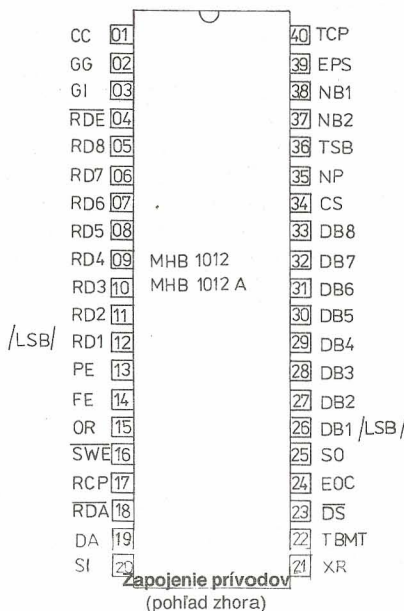 CC 01
GG 02
GI 03
RDE 04
RD8 05
RD7 06
RD6 07
RD5 08
RD4 09
RD3 10
RD2 11
/LSB/ RD1 12
PE 13
FE 14
OR 15
SWE 16
RCP 17
RDA 18
DA 19
SI 20
MHB 1012
MHB 1012 A
40 TCP
39 EPS
38 NB1
37 NB2
36 TSB
35 NP
34 CS
33 DB8
32 DB7
31 DB6
30 DB5
29 DB4
28 DB3
27 DB2
26 DB1 /LSB/
25 SO
24 EOC
23 DS
22 TBMT
21 XR
Zapojenie prívodov
(pohľad zhora)